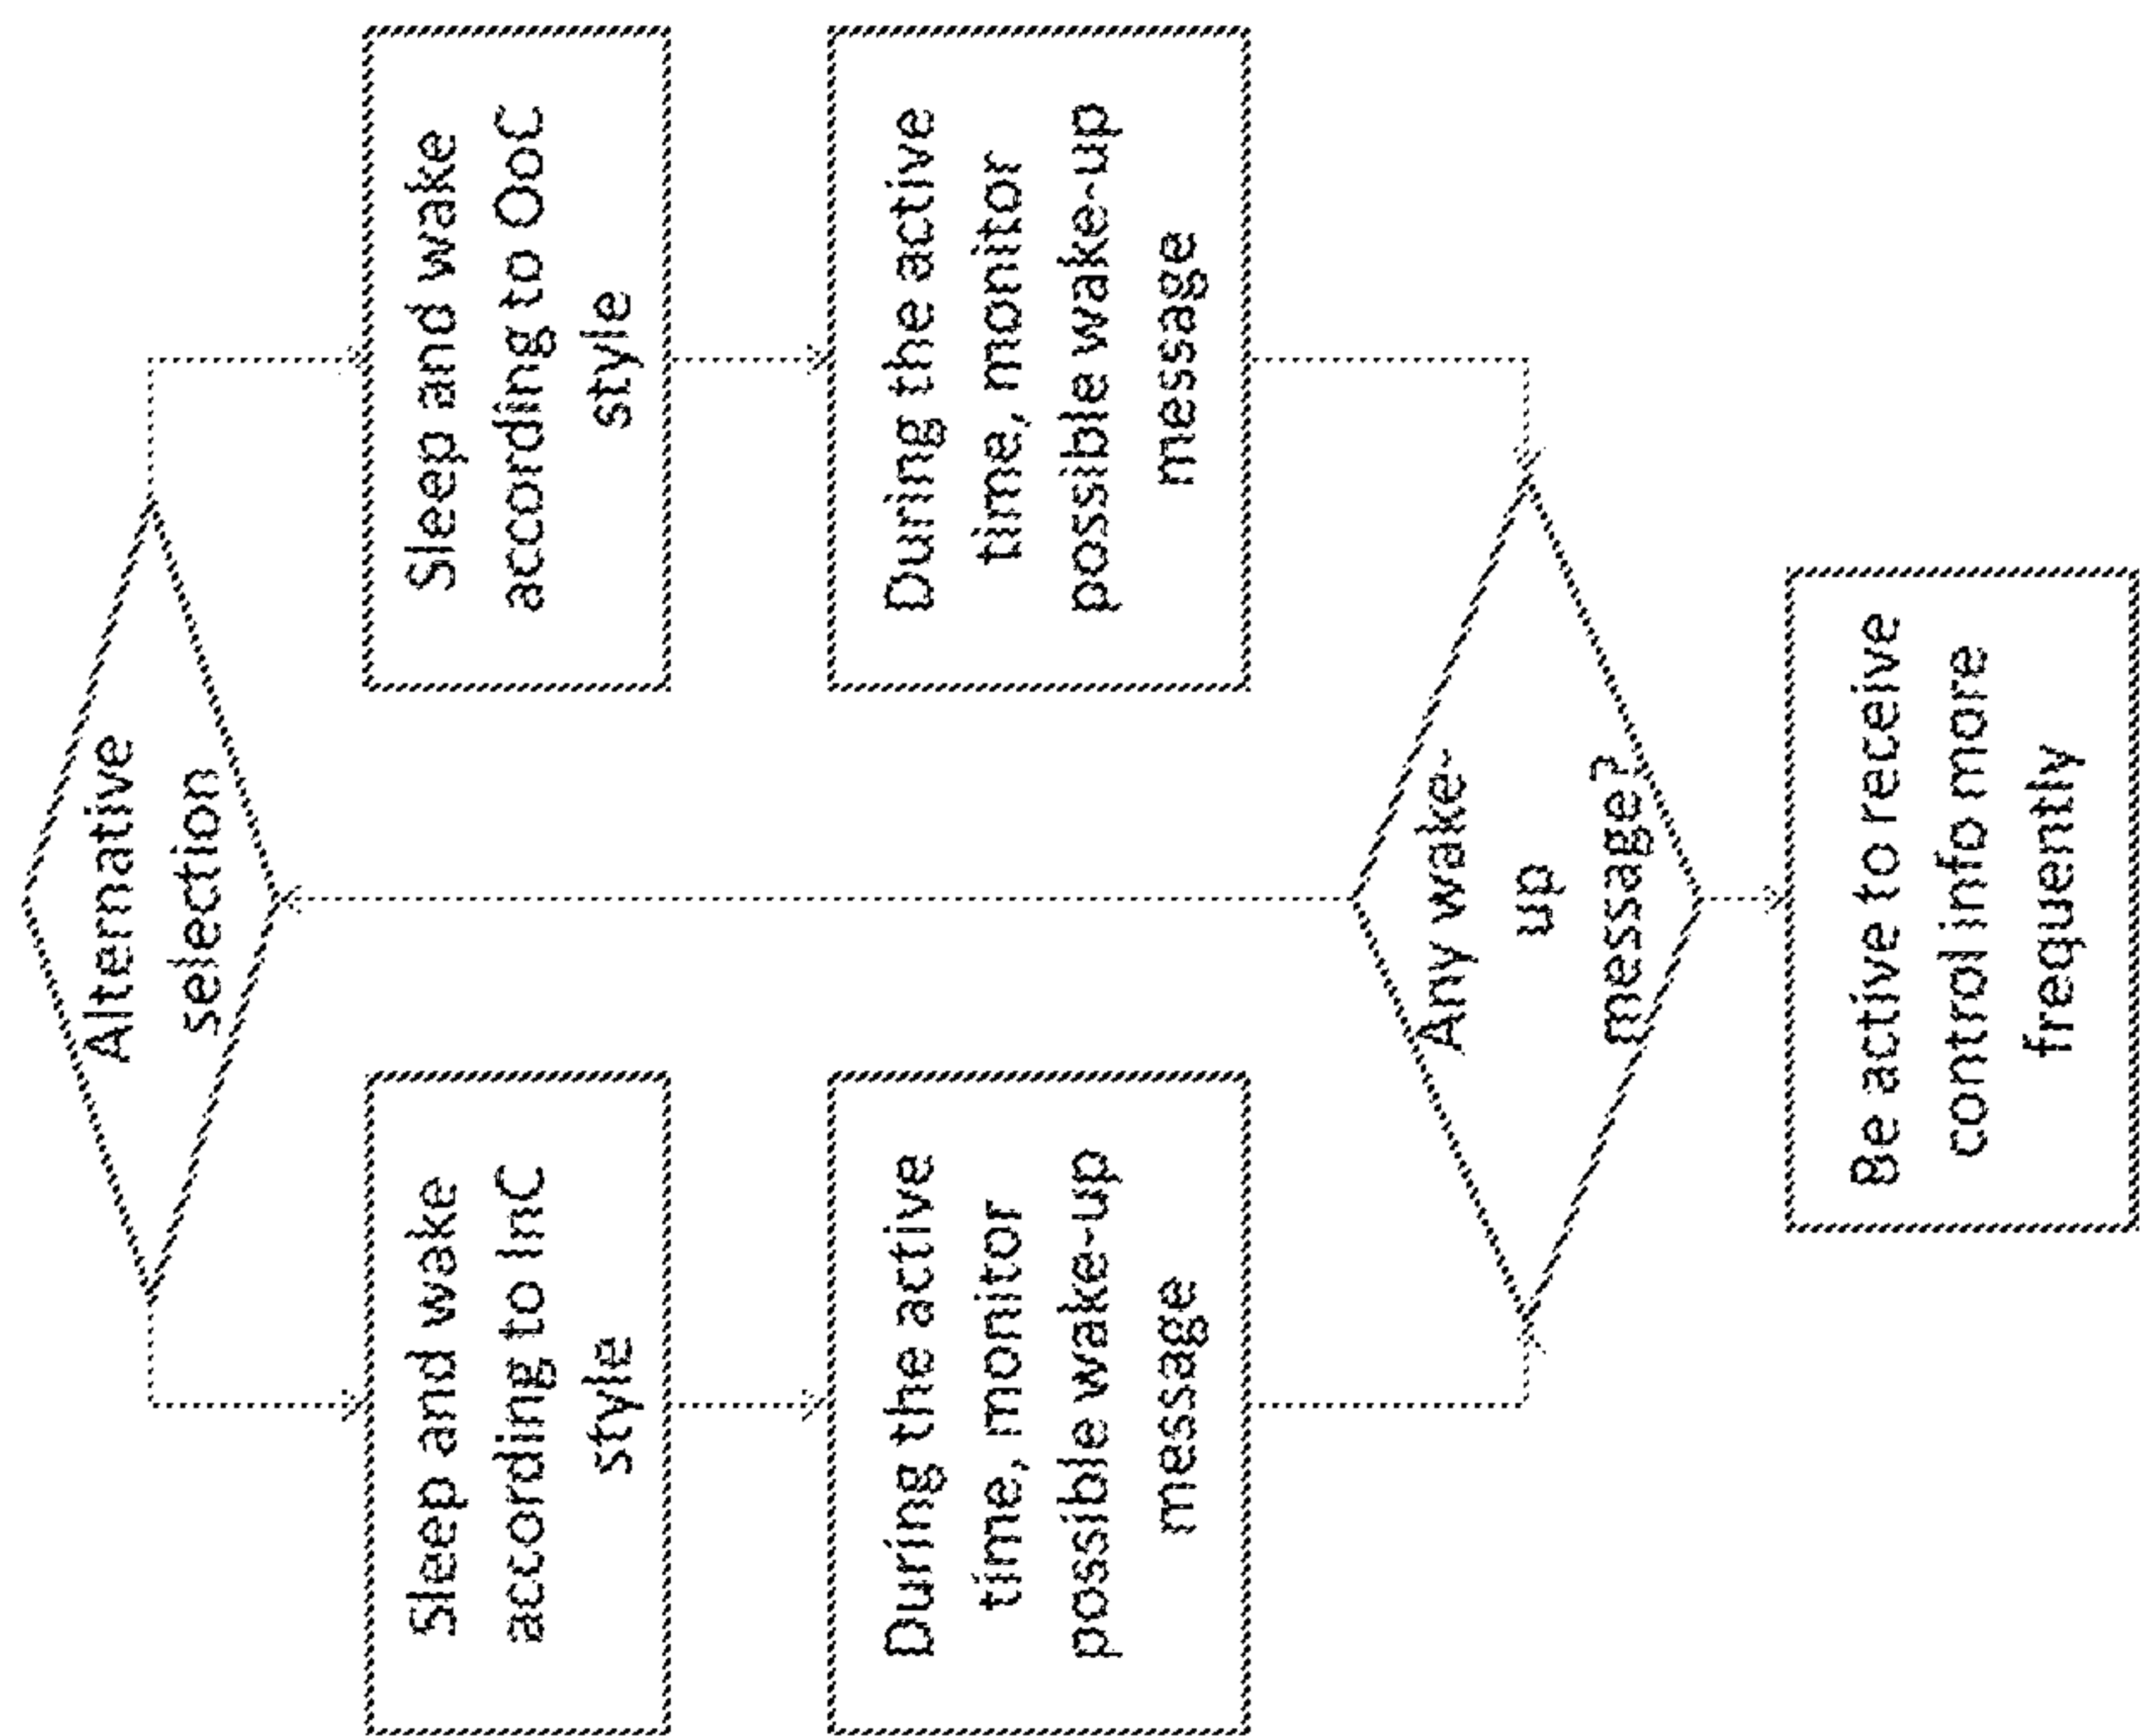 Alternative
selection
Sleep and wake
according to InC
style
Sleep and wake
according to OoC
style
During the active
time, monitor
possible wake-up
message
During the active
time, monitor
possible wake-up
message
Any wake-
up
message?
Be active to receive
control info more
frequently